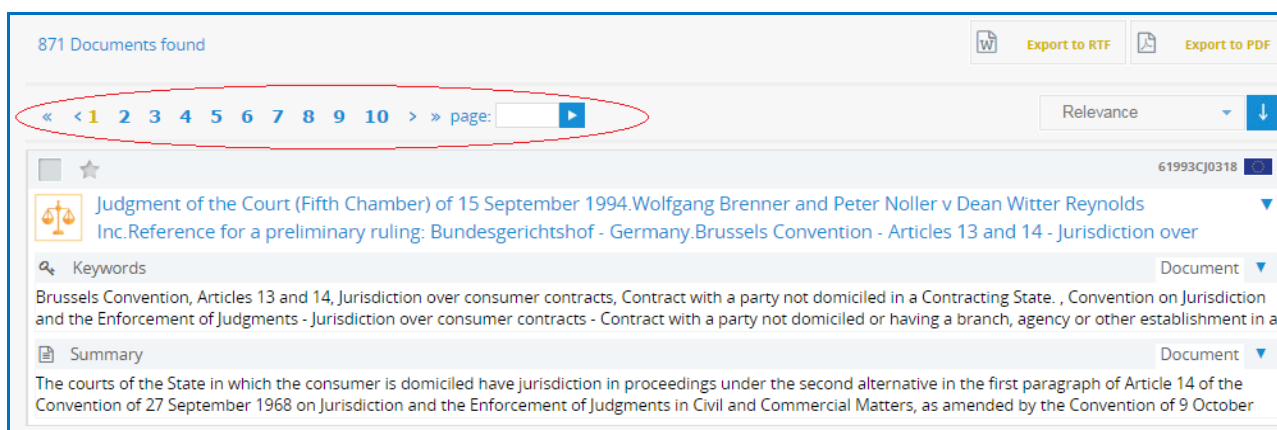 871 Documents found
W Export to RTF Export to PDF
« < 1 2 3 4 5 6 7 8 9 10 > » page:
Relevance
61993CJ0318
Judgment of the Court (Fifth Chamber) of 15 September 1994.Wolfgang Brenner and Peter Noller v Dean Witter Reynolds
Inc.Reference for a preliminary ruling: Bundesgerichtshof - Germany.Brussels Convention - Articles 13 and 14 - Jurisdiction over
Keywords Document
Brussels Convention, Articles 13 and 14, Jurisdiction over consumer contracts, Contract with a party not domiciled in a Contracting State. , Convention on Jurisdiction
and the Enforcement of Judgments - Jurisdiction over consumer contracts - Contract with a party not domiciled or having a branch, agency or other establishment in a
Summary Document
The courts of the State in which the consumer is domiciled have jurisdiction in proceedings under the second alternative in the first paragraph of Article 14 of the
Convention of 27 September 1968 on Jurisdiction and the Enforcement of Judgments in Civil and Commercial Matters, as amended by the Convention of 9 October